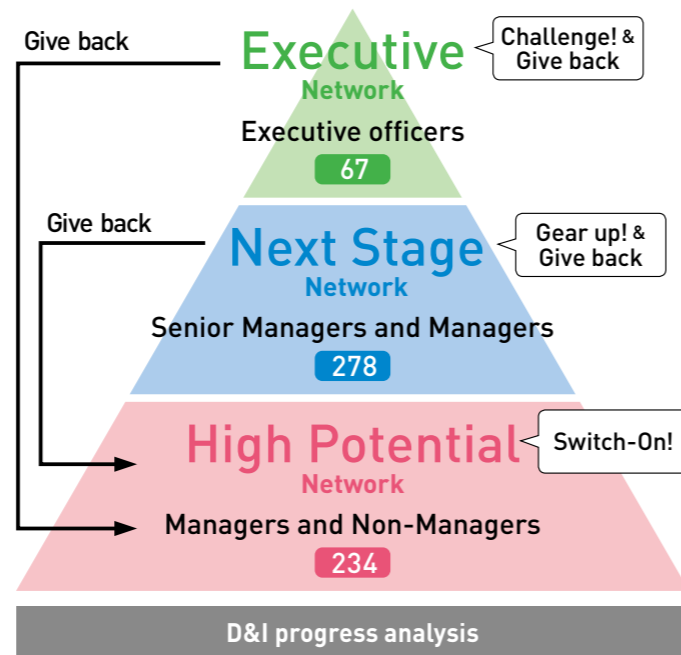 Give back
Executive
Network
Executive officers
67
Challenge! &
Give back
Give back
Next Stage
Network
Senior Managers and Managers
278
Gear up! &
Give back
High Potential
Network
Managers and Non-Managers
234
Switch-On!
D&I progress analysis